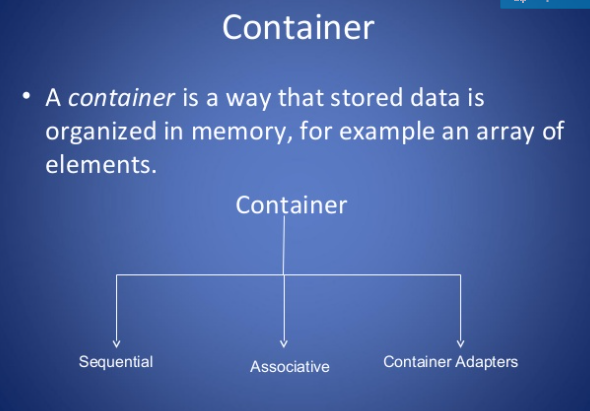 Container
• A container is a way that stored data is
organized in memory, for example an array of
elements.
Container
Sequential
Associative
Container Adapters